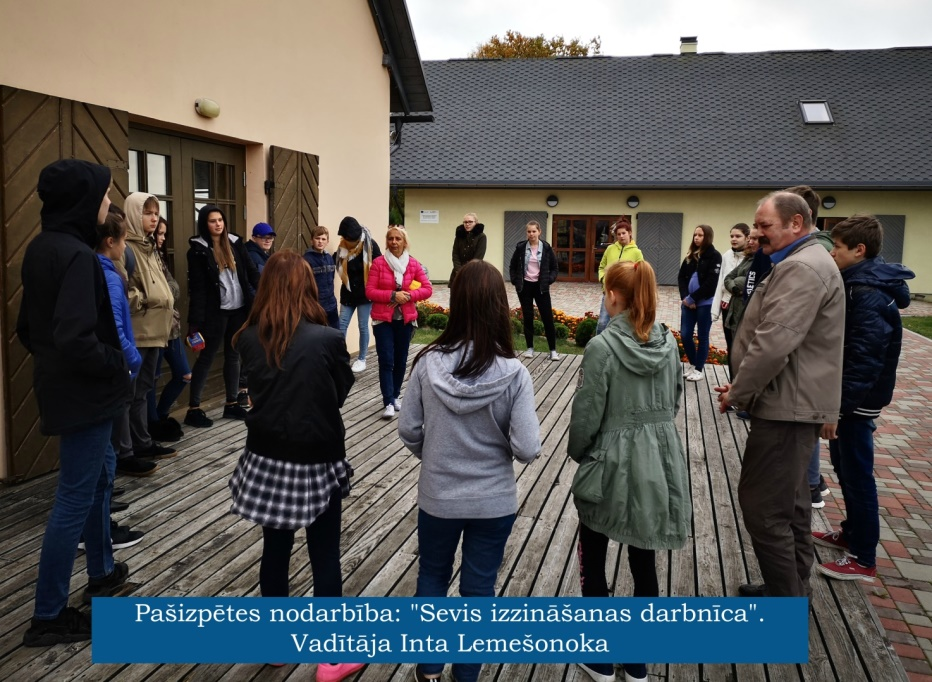 Pašizpētes nodarbība: "Sevis izzināšanas darbnīca".
Vadītāja Inta Lemešonoka